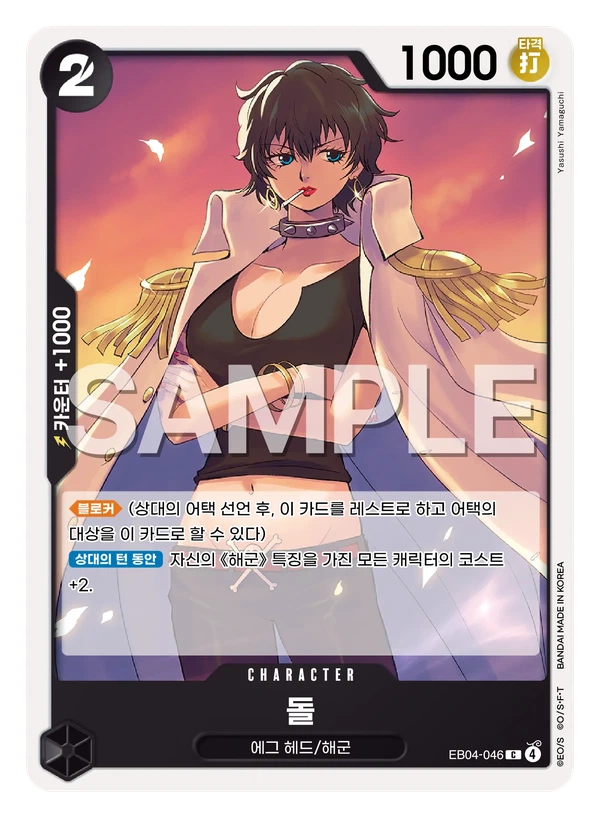 2
1000
타격
打
Yasushi Yamaguchi
⚡카운터 +1000
SAMPLE
블로커 (상대의 어택 선언 후, 이 카드를 레스트로 하고 어택의
대상을 이 카드로 할 수 있다)
상대의 턴 동안 자신의 《해군》 특징을 가진 모든 캐릭터의 코스트
+2.
CHARACTER
돌
에그 헤드/해군
EB04-046 C 4
©EO/S ©O/S·F·T BANDAI MADE IN KOREA